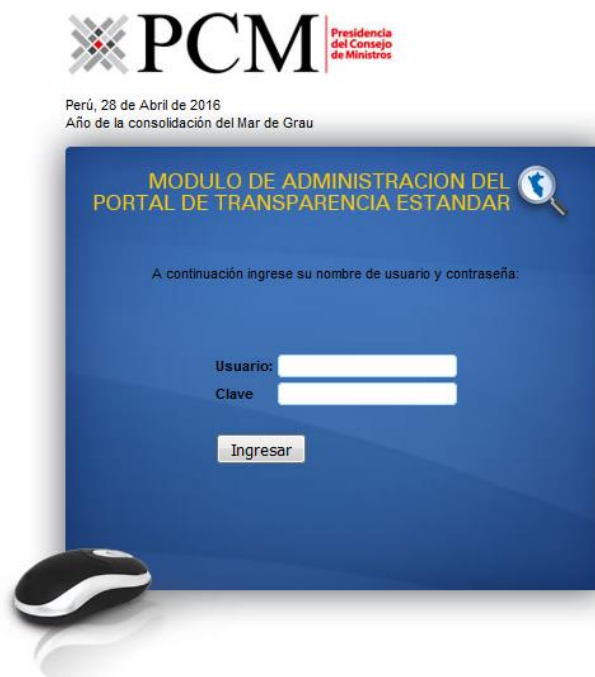 PCM
Presidencia
del Consejo
de Ministros
Perú, 28 de Abril de 2016
Año de la consolidación del Mar de Grau
MODULO DE ADMINISTRACION DEL
PORTAL DE TRANSPARENCIA ESTANDAR
A continuación ingrese su nombre de usuario y contraseña:
Usuario:
Clave
Ingresar